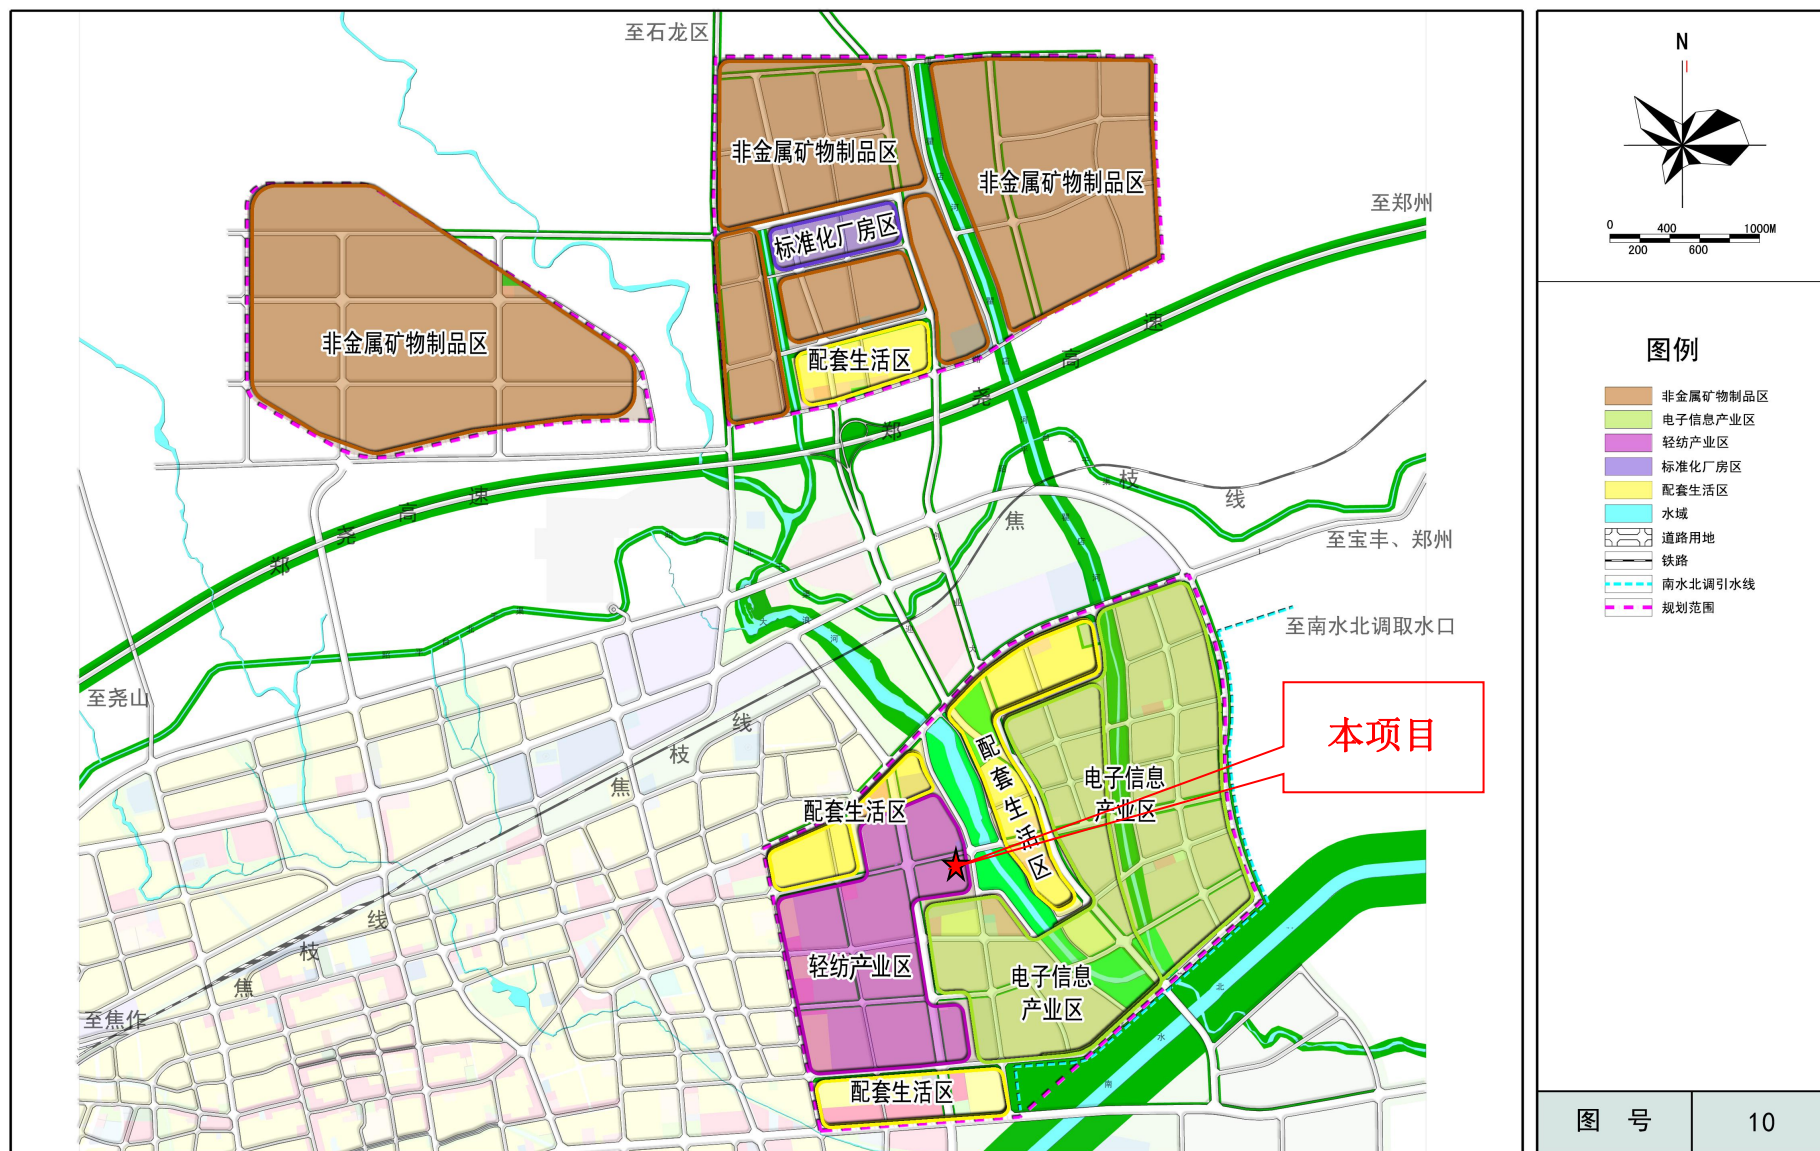 至石龙区
N
非金属矿物制品区
非金属矿物制品区
至郑州
0
400
1000M
200
600
标准化厂房区
非金属矿物制品区
配套生活区
郑
尧
高
速
图例
非金属矿物制品区
电子信息产业区
轻纺产业区
标准化厂房区
配套生活区
水域
道路用地
铁路
南水北调引水线
规划范围
郑
尧
高
速
焦
枝
线
至宝丰、郑州
至南水北调取水口
至尧山
本项目
焦
枝
线
配套生活区
电子信息
产业区
配套生活区
焦
枝
线
轻纺产业区
电子信息
产业区
至焦作
配套生活区
南
水
北
图 号
10